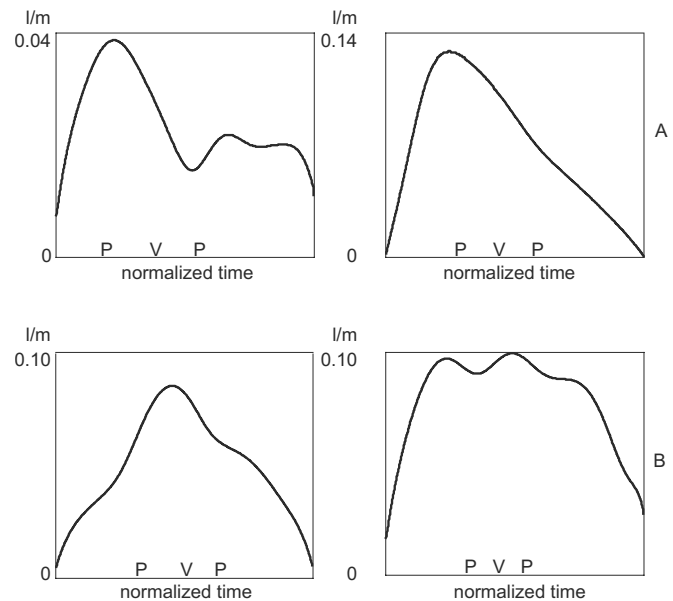 l/m
0.04
0
P V P
normalized time
l/m
0.14
0
P V P
normalized time
A
l/m
0.10
0
P V P
normalized time
l/m
0.10
0
P V P
normalized time
B